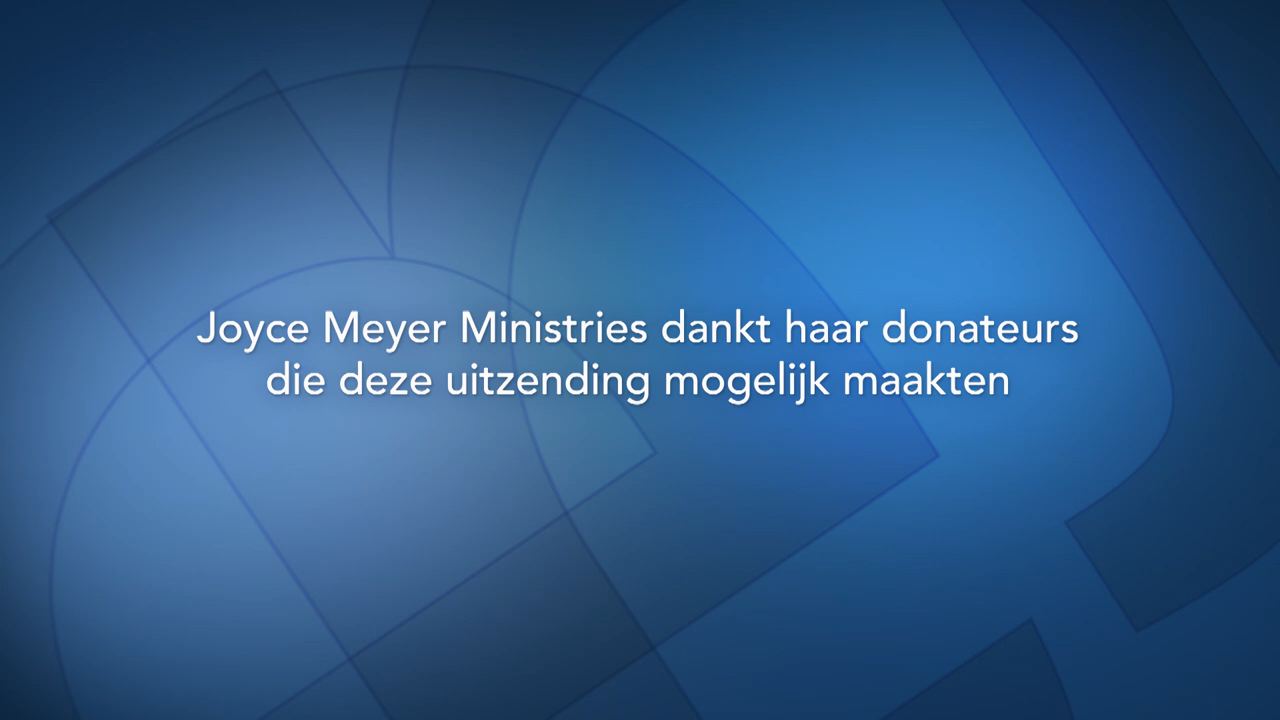 Joyce Meyer Ministries dankt haar donateurs
die deze uitzending mogelijk maakten